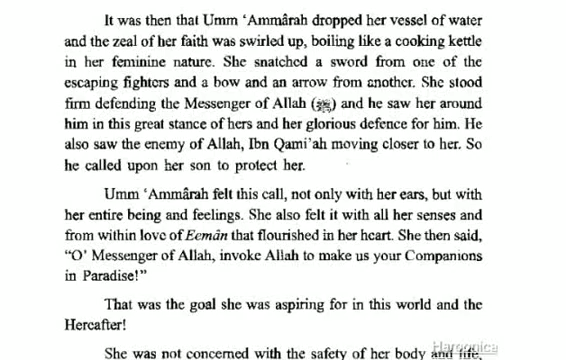 It was then that Umm ‘Ammârah dropped her vessel of water
and the zeal of her faith was swirled up, boiling like a cooking kettle
in her feminine nature. She snatched a sword from one of the
escaping fighters and a bow and an arrow from another. She stood
firm defending the Messenger of Allah (ﷺ) and he saw her around
him in this great stance of hers and her glorious defence for him. He
also saw the enemy of Allah, Ibn Qami’ah moving closer to her. So
he called upon her son to protect her.
Umm ‘Ammârah felt this call, not only with her ears, but with
her entire being and feelings. She also felt it with all her senses and
from within love of Eemân that flourished in her heart. She then said,
“O’ Messenger of Allah, invoke Allah to make us your Companions
in Paradise!”
That was the goal she was aspiring for in this world and the
Hereafter!
She was not concerned with the safety of her body and life,
Haroonica